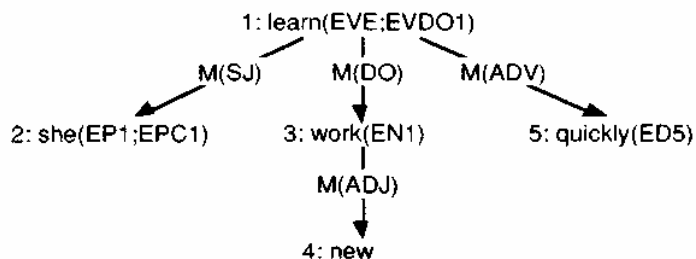 1: learn(EVE;EVDO1)
M(SJ) M(DO) M(ADV)
2: she(EP1;EPC1) 3: work(EN1) 5: quickly(ED5)
M(ADJ)
4: new